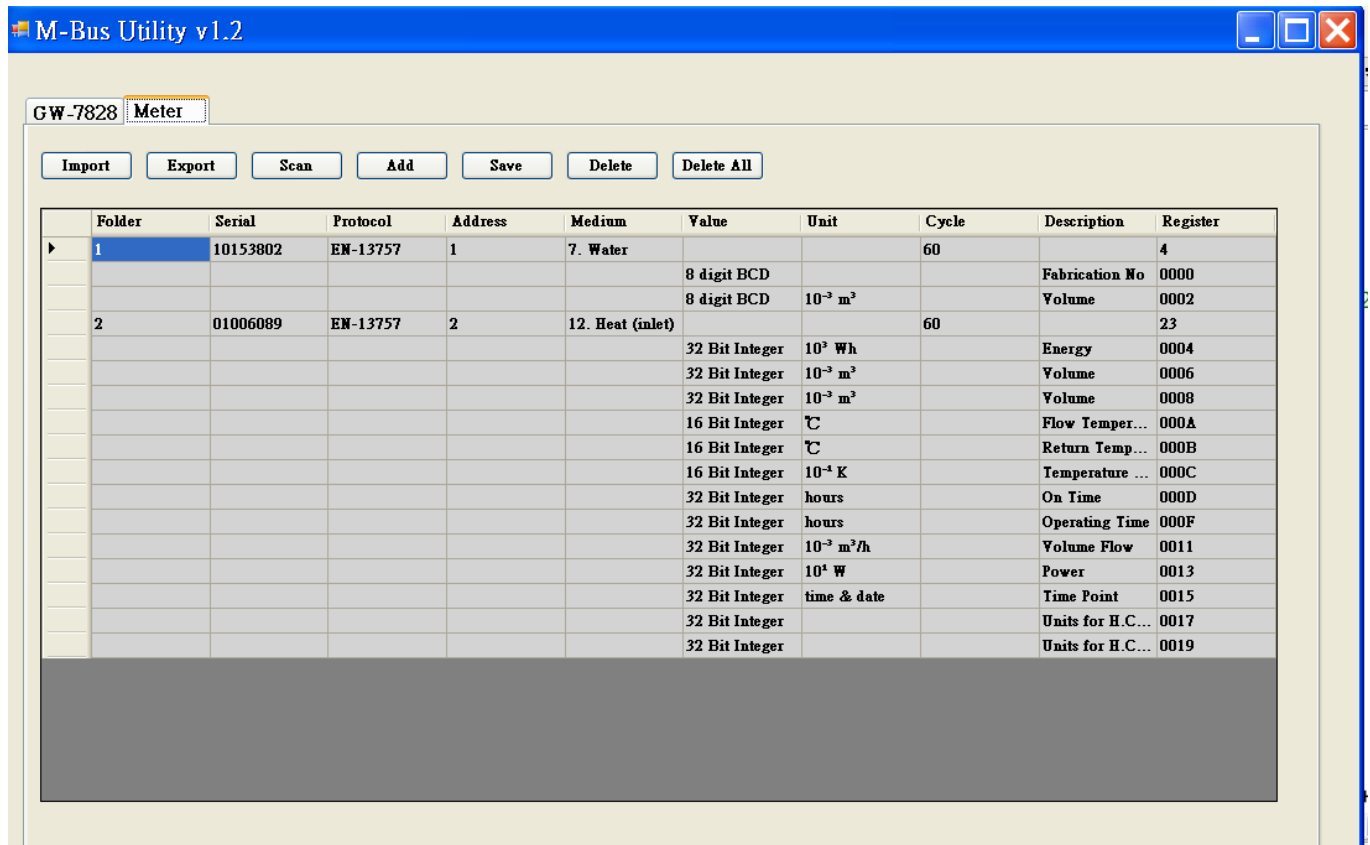 M-Bus Utility v1.2
GW-7828 Meter
Import Export Scan Add Save Delete Delete All
Folder Serial Protocol Address Medium Value Unit Cycle Description Register
1 10153802 EN-13757 1 7. Water 60 4
8 digit BCD Fabrication No 0000
8 digit BCD 10⁻³ m³ Volume 0002
2 01006089 EN-13757 2 12. Heat (inlet) 60 23
32 Bit Integer 10³ Wh Energy 0004
32 Bit Integer 10⁻³ m³ Volume 0006
32 Bit Integer 10⁻³ m³ Volume 0008
16 Bit Integer ℃ Flow Temper... 000A
16 Bit Integer ℃ Return Temp... 000B
16 Bit Integer 10⁻¹ K Temperature ... 000C
32 Bit Integer hours On Time 000D
32 Bit Integer hours Operating Time 000F
32 Bit Integer 10⁻³ m³/h Volume Flow 0011
32 Bit Integer 10¹ W Power 0013
32 Bit Integer time & date Time Point 0015
32 Bit Integer Units for H.C... 0017
32 Bit Integer Units for H.C... 0019